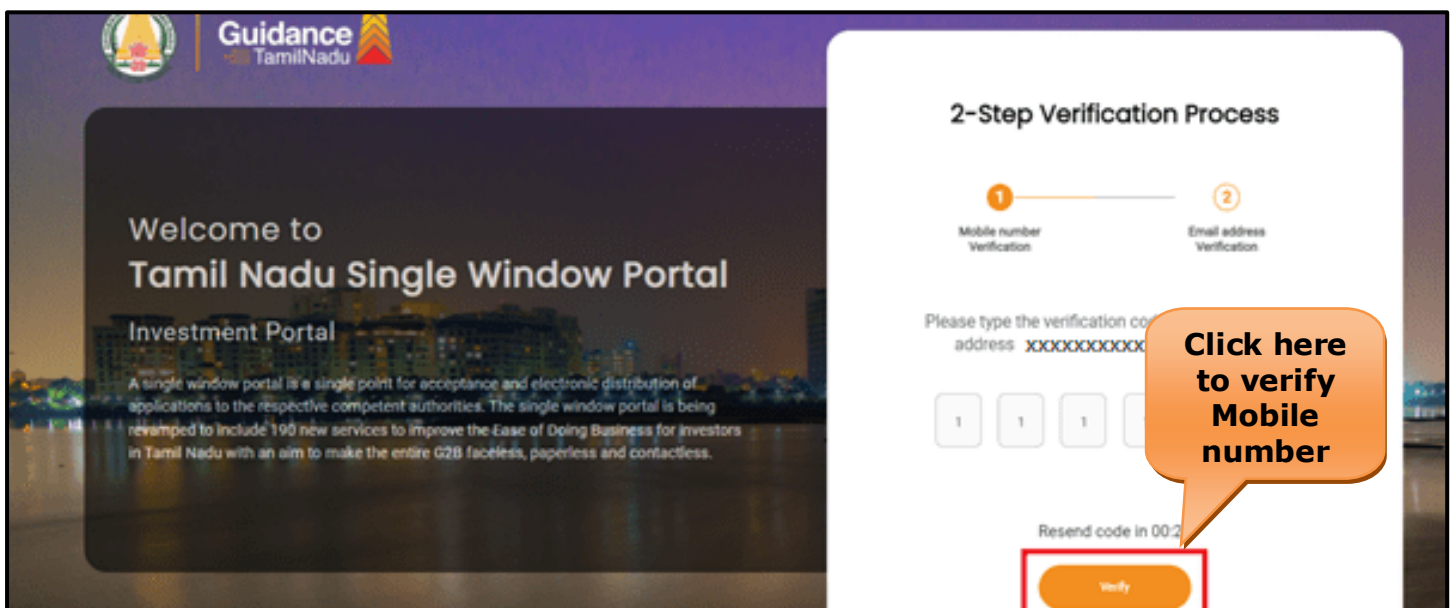 Guidance
TamilNadu
Welcome to
Tamil Nadu Single Window Portal
Investment Portal
A single window portal is a single point for acceptance and electronic distribution of
applications to the respective competent authorities. The single window portal is being
revamped to include 190 new services to improve the Ease of Doing Business for investors
in Tamil Nadu with an aim to make the entire G2B faceless, paperless and contactless.
2-Step Verification Process
1
2
Mobile number
Verification
Email address
Verification
Please type the verification
address xxxxxxxxxx
1 1 1
Resend code in
Verify
Click here
to verify
Mobile
number